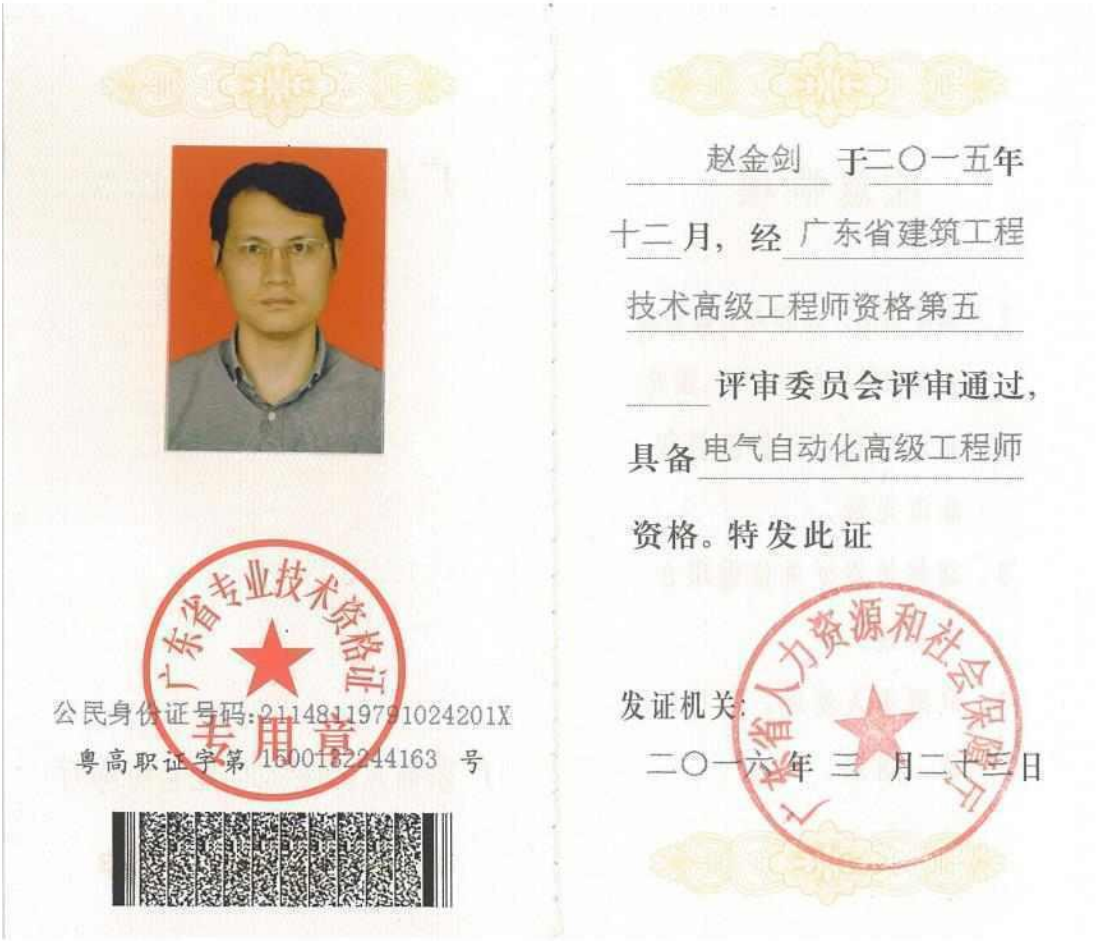 广东省专业技术资格证
专用章
公民身份证号码:21148119791024201X
粤高职证字第 1500102244163 号
赵金剑 于二〇一五年
十二月，经 广东省建筑工程
技术高级工程师资格第五
评审委员会评审通过，
具备电气自动化高级工程师
资格。特发此证
广东省人力资源和社会保障厅
发证机关:
二〇一六年 三 月二十三日